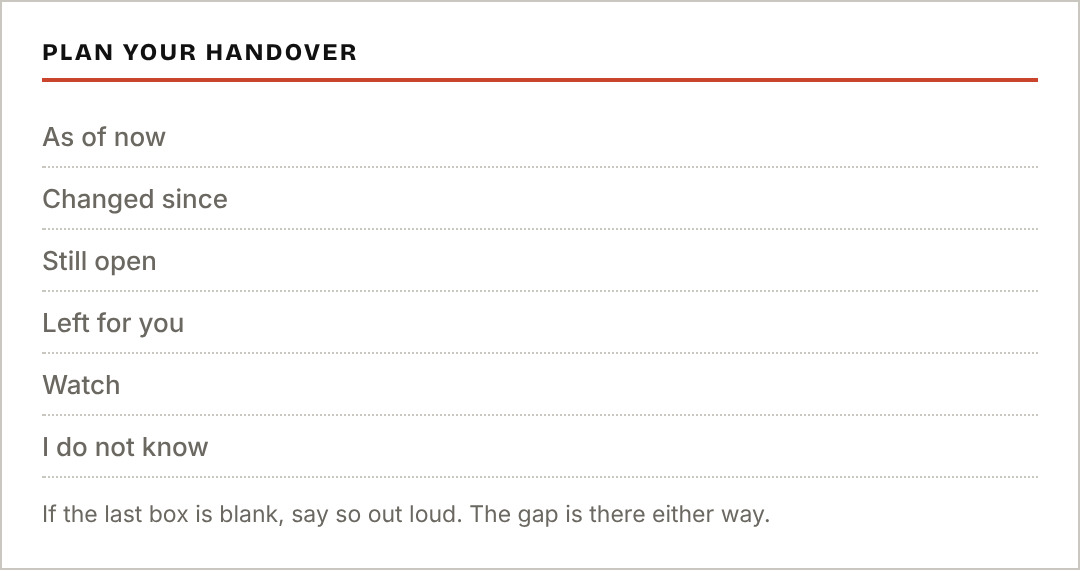 PLAN YOUR HANDOVER
As of now
Changed since
Still open
Left for you
Watch
I do not know
If the last box is blank, say so out loud. The gap is there either way.